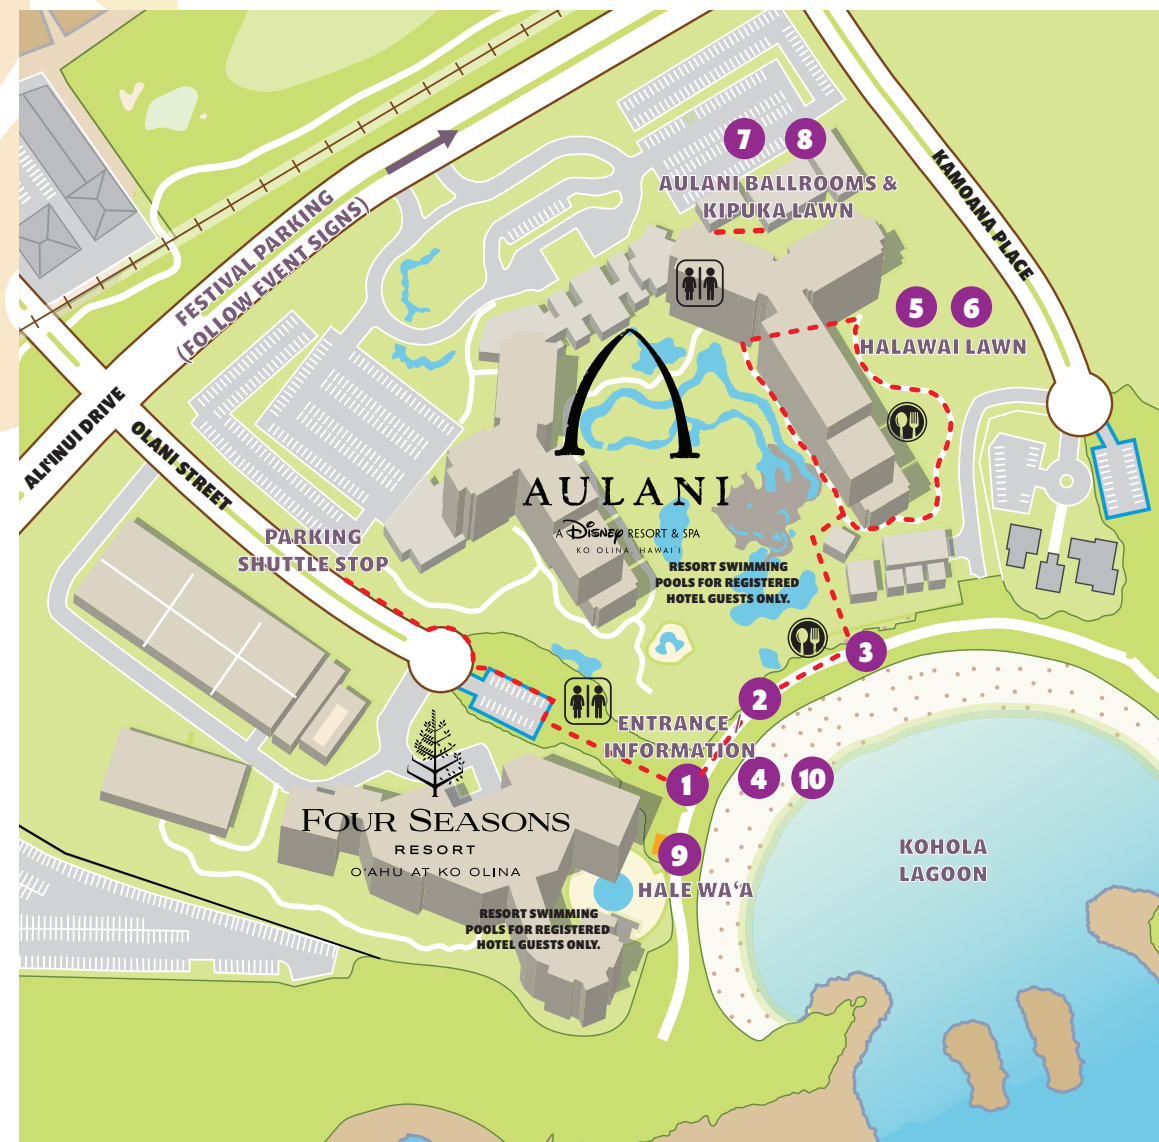 7
8
AULANI BALLROOMS &
KIPUKA LAWN
KAMOANA PLACE
FESTIVAL PARKING
(FOLLOW EVENT SIGNS)
5
6
HALAWAI LAWN
ALI‘INUI DRIVE
OLANI STREET
AULANI
A Disney RESORT & SPA
KO OLINA, HAWAI‘I
PARKING
SHUTTLE STOP
RESORT SWIMMING
POOLS FOR REGISTERED
HOTEL GUESTS ONLY.
3
2
ENTRANCE /
INFORMATION
1
4
10
FOUR SEASONS
RESORT
O‘AHU AT KO OLINA
9
HALE WA‘A
KOHOLA
LAGOON
RESORT SWIMMING
POOLS FOR REGISTERED
HOTEL GUESTS ONLY.